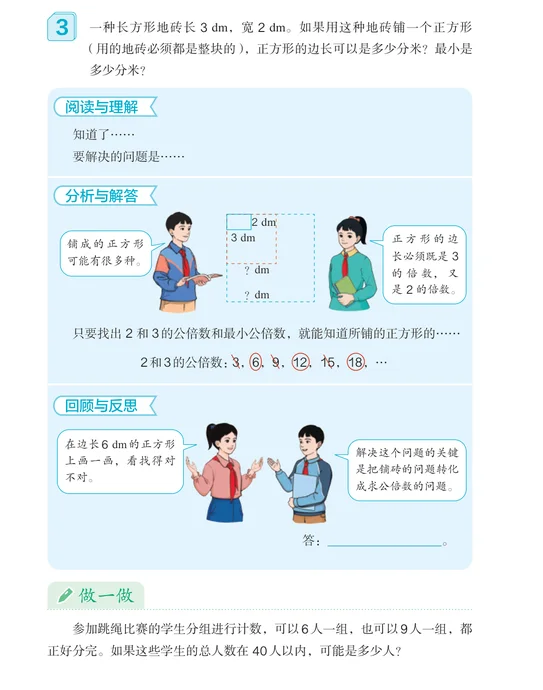 3
一种长方形地砖长 3 dm，宽 2 dm。如果用这种地砖铺一个正方形
（用的地砖必须都是整块的），正方形的边长可以是多少分米？最小是
多少分米？
阅读与理解
知道了……
要解决的问题是……
分析与解答
铺成的正方形
可能有很多种。
2 dm
3 dm
? dm
? dm
正方形的边
长必须既是 3
的倍数，又
是 2 的倍数。
只要找出 2 和 3 的公倍数和最小公倍数，就能知道所铺的正方形的……
2 和 3 的公倍数：3，6，9，12，15，18，…
回顾与反思
在边长 6 dm 的正方形
上画一画，看找得对
不对。
解决这个问题的关键
是把铺砖的问题转化
成求公倍数的问题。
答：＿＿＿＿＿＿＿＿。
做一做
参加跳绳比赛的学生分组进行计数，可以 6 人一组，也可以 9 人一组，都
正好分完。如果这些学生的总人数在 40 人以内，可能是多少人？